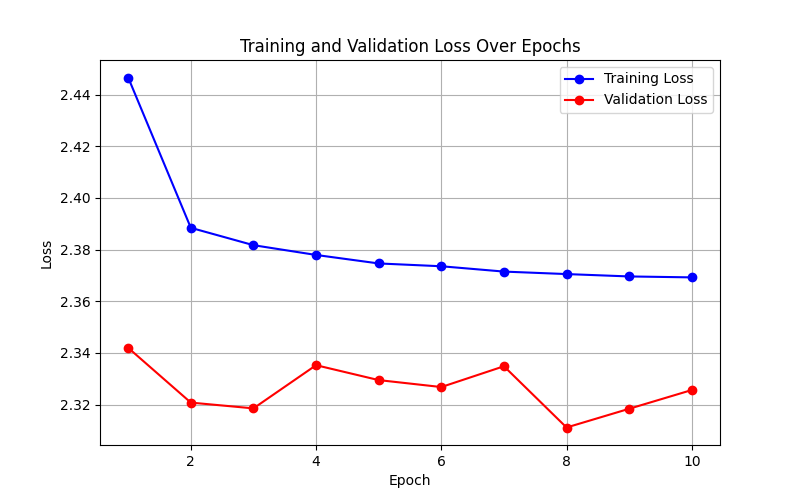 Training and Validation Loss Over Epochs
Training Loss
Validation Loss
2.44
2.42
2.40
2.38
2.36
2.34
2.32
Loss
2
4
6
8
10
Epoch